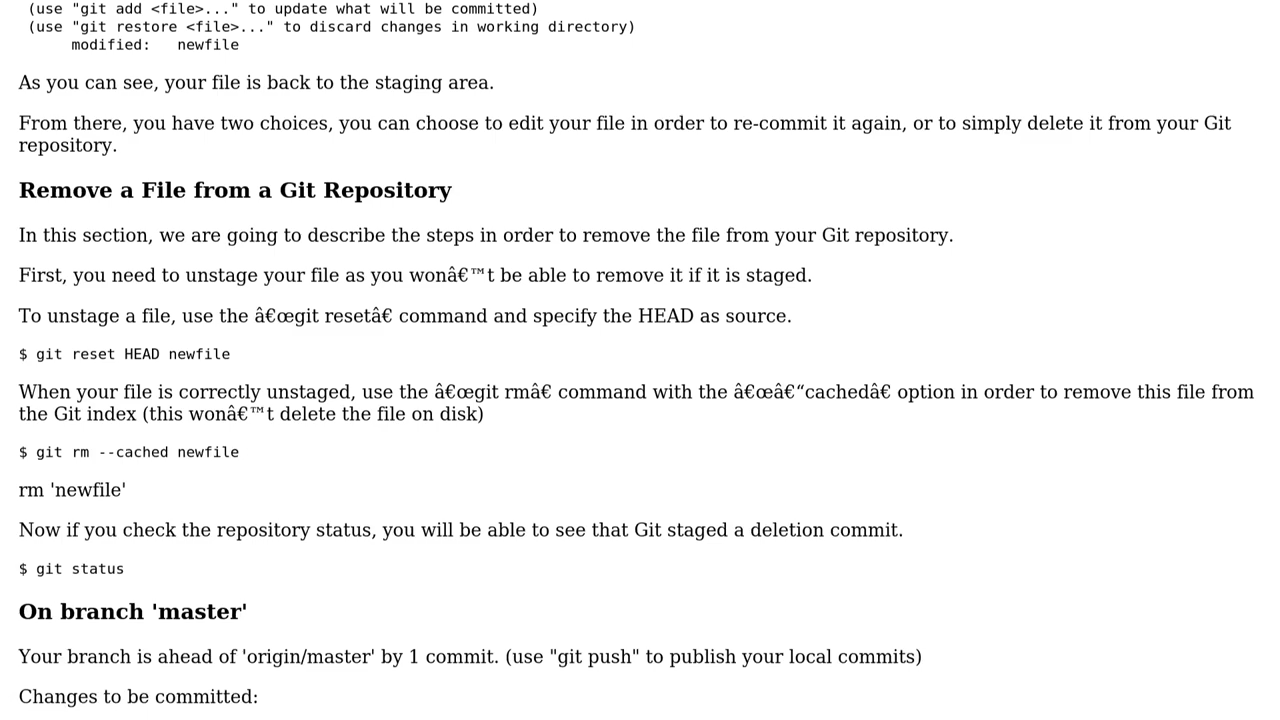 (use "git add <file>..." to update what will be committed)
(use "git restore <file>..." to discard changes in working directory)
modified:   newfile
As you can see, your file is back to the staging area.
From there, you have two choices, you can choose to edit your file in order to re-commit it again, or to simply delete it from your Git
repository.
Remove a File from a Git Repository
In this section, we are going to describe the steps in order to remove the file from your Git repository.
First, you need to unstage your file as you wonâ€™t be able to remove it if it is staged.
To unstage a file, use the â€œgit resetâ€ command and specify the HEAD as source.
$ git reset HEAD newfile
When your file is correctly unstaged, use the â€œgit rmâ€ command with the â€œâ€“cachedâ€ option in order to remove this file from
the Git index (this wonâ€™t delete the file on disk)
$ git rm --cached newfile
rm 'newfile'
Now if you check the repository status, you will be able to see that Git staged a deletion commit.
$ git status
On branch 'master'
Your branch is ahead of 'origin/master' by 1 commit. (use "git push" to publish your local commits)
Changes to be committed: